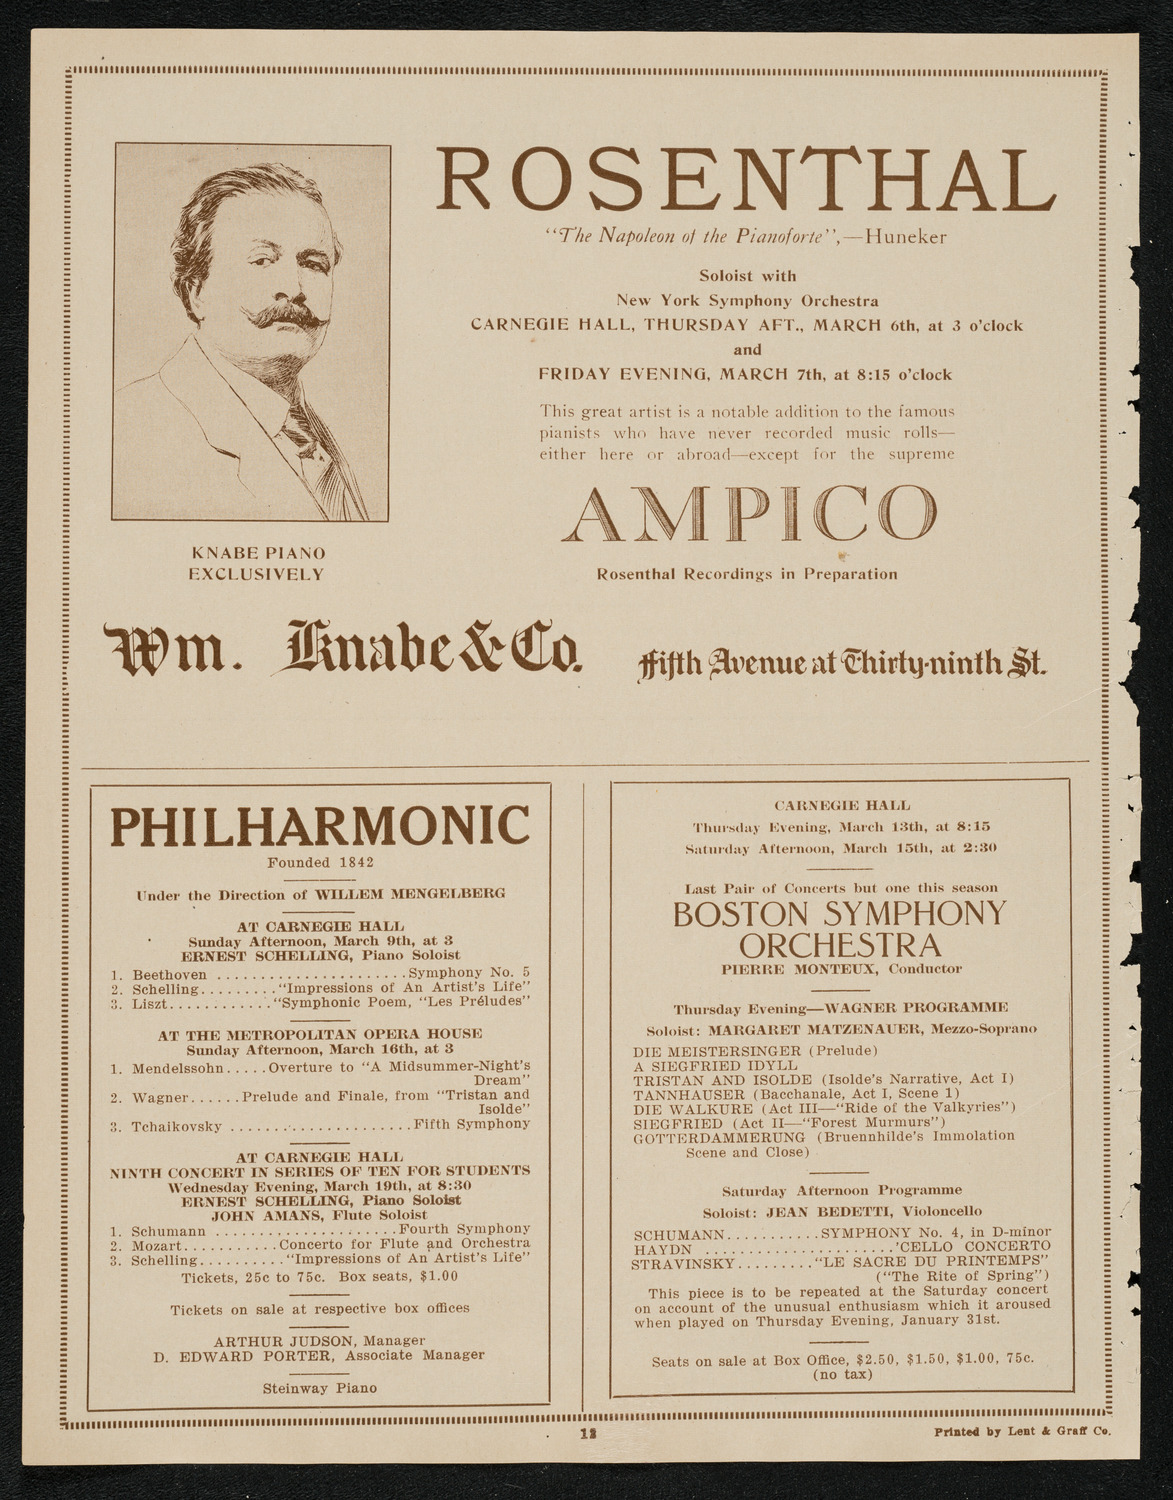 ROSENTHAL
"The Napoleon of the Pianoforte",—Huneker
Soloist with
New York Symphony Orchestra
CARNEGIE HALL, THURSDAY AFT., MARCH 6th, at 3 o'clock
and
FRIDAY EVENING, MARCH 7th, at 8:15 o'clock
This great artist is a notable addition to the famous
pianists who have never recorded music rolls—
either here or abroad—except for the supreme
AMPICO
Rosenthal Recordings in Preparation
KNABE PIANO
EXCLUSIVELY
Wm. Knabe & Co.
Fifth Avenue at Thirty-ninth St.
PHILHARMONIC
Founded 1842
Under the Direction of WILLEM MENGELBERG
AT CARNEGIE HALL
Sunday Afternoon, March 9th, at 3
ERNEST SCHELLING, Piano Soloist
1. Beethoven ......................Symphony No. 5
2. Schelling.........“Impressions of An Artist's Life”
3. Liszt............“Symphonic Poem, “Les Préludes”
AT THE METROPOLITAN OPERA HOUSE
Sunday Afternoon, March 16th, at 3
1. Mendelssohn.....Overture to “A Midsummer-Night's
Dream”
2. Wagner......Prelude and Finale, from “Tristan and
Isolde”
3. Tchaikovsky .....................Fifth Symphony
AT CARNEGIE HALL
NINTH CONCERT IN SERIES OF TEN FOR STUDENTS
Wednesday Evening, March 19th, at 8:30
ERNEST SCHELLING, Piano Soloist
JOHN AMANS, Flute Soloist
1. Schumann .....................Fourth Symphony
2. Mozart...........Concerto for Flute and Orchestra
3. Schelling..........“Impressions of An Artist's Life”
Tickets, 25c to 75c. Box seats, $1.00
Tickets on sale at respective box offices
ARTHUR JUDSON, Manager
D. EDWARD PORTER, Associate Manager
Steinway Piano
CARNEGIE HALL
Thursday Evening, March 13th, at 8:15
Saturday Afternoon, March 15th, at 2:30
Last Pair of Concerts but one this season
BOSTON SYMPHONY
ORCHESTRA
PIERRE MONTEUX, Conductor
Thursday Evening—WAGNER PROGRAMME
Soloist: MARGARET MATZENAUER, Mezzo-Soprano
DIE MEISTERSINGER (Prelude)
A SIEGFRIED IDYLL
TRISTAN AND ISOLDE (Isolde's Narrative, Act I)
TANNHAUSER (Bacchanale, Act I, Scene 1)
DIE WALKURE (Act III—“Ride of the Valkyries”)
SIEGFRIED (Act II—“Forest Murmurs”)
GOTTERDAMMERUNG (Bruennhilde's Immolation
Scene and Close)
Saturday Afternoon Programme
Soloist: JEAN BEDETTI, Violoncello
SCHUMANN...........SYMPHONY No. 4, in D-minor
HAYDN ......................'CELLO CONCERTO
STRAVINSKY.........“LE SACRE DU PRINTEMPS”
(“The Rite of Spring”)
This piece is to be repeated at the Saturday concert
on account of the unusual enthusiasm which it aroused
when played on Thursday Evening, January 31st.
Seats on sale at Box Office, $2.50, $1.50, $1.00, 75c.
(no tax)
12
Printed by Lent & Graff Co.